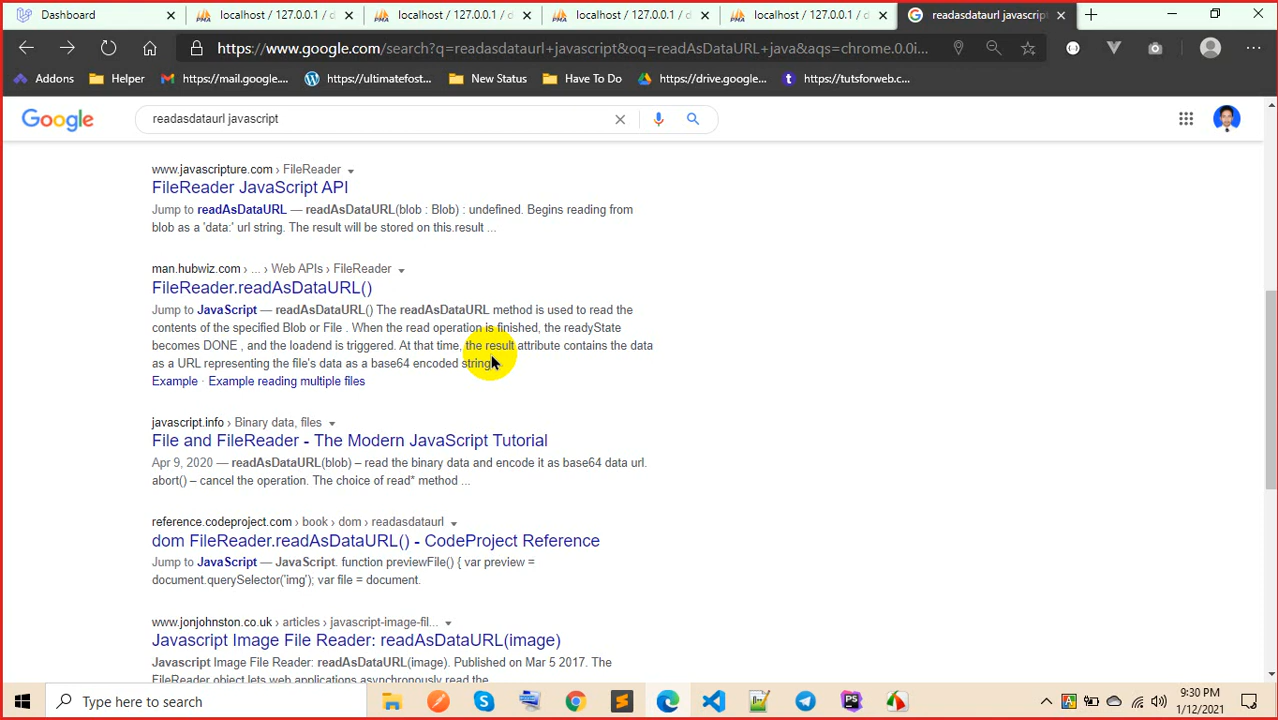 Dashboard
localhost / 127.0.0.1 / d
localhost / 127.0.0.1 / d
localhost / 127.0.0.1 / d
localhost / 127.0.0.1 / d
readasdataurl javascript
https://www.google.com/search?q=readasdataurl+javascript&oq=readAsDataURL+java&aqs=chrome.0.0i...
Addons
Helper
https://mail.google....
https://ultimatefost...
New Status
Have To Do
https://drive.google...
https://tutsforweb.c...
Google
readasdataurl javascript
www.javascripture.com › FileReader
FileReader JavaScript API
Jump to readAsDataURL — readAsDataURL(blob : Blob) : undefined. Begins reading from
blob as a 'data:' url string. The result will be stored on this.result ...
man.hubwiz.com › ... › Web APIs › FileReader
FileReader.readAsDataURL()
Jump to JavaScript — readAsDataURL() The readAsDataURL method is used to read the
contents of the specified Blob or File . When the read operation is finished, the readyState
becomes DONE , and the loadend is triggered. At that time, the result attribute contains the data
as a URL representing the file's data as a base64 encoded string.
Example · Example reading multiple files
javascript.info › Binary data, files
File and FileReader - The Modern JavaScript Tutorial
Apr 9, 2020 — readAsDataURL(blob) – read the binary data and encode it as base64 data url.
abort() – cancel the operation. The choice of read* method ...
reference.codeproject.com › book › dom › readasdataurl
dom FileReader.readAsDataURL() - CodeProject Reference
Jump to JavaScript — JavaScript. function previewFile() { var preview =
document.querySelector('img'); var file = document.
www.jonjohnston.co.uk › articles › javascript-image-fil...
Javascript Image File Reader: readAsDataURL(image)
Javascript Image File Reader: readAsDataURL(image). Published on Mar 5 2017. The
FileReader object lets web applications asynchronously read the
Type here to search
9:30 PM
1/12/2021